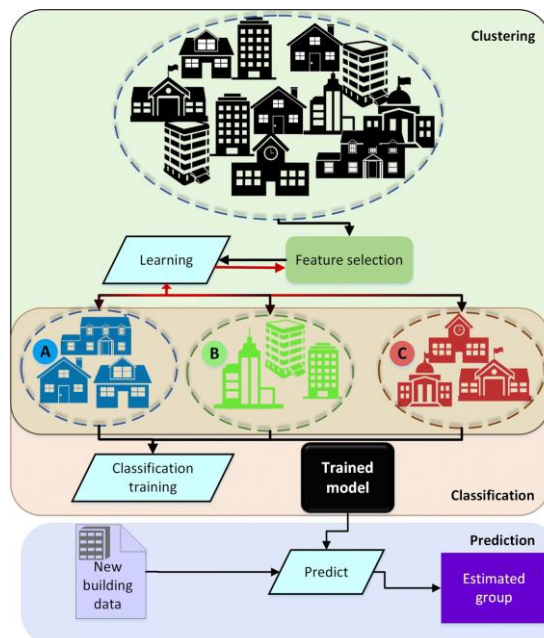 Clustering
Learning
Feature selection
A
B
C
Classification
training
Trained
model
Classification
Prediction
New
building
data
Predict
Estimated
group